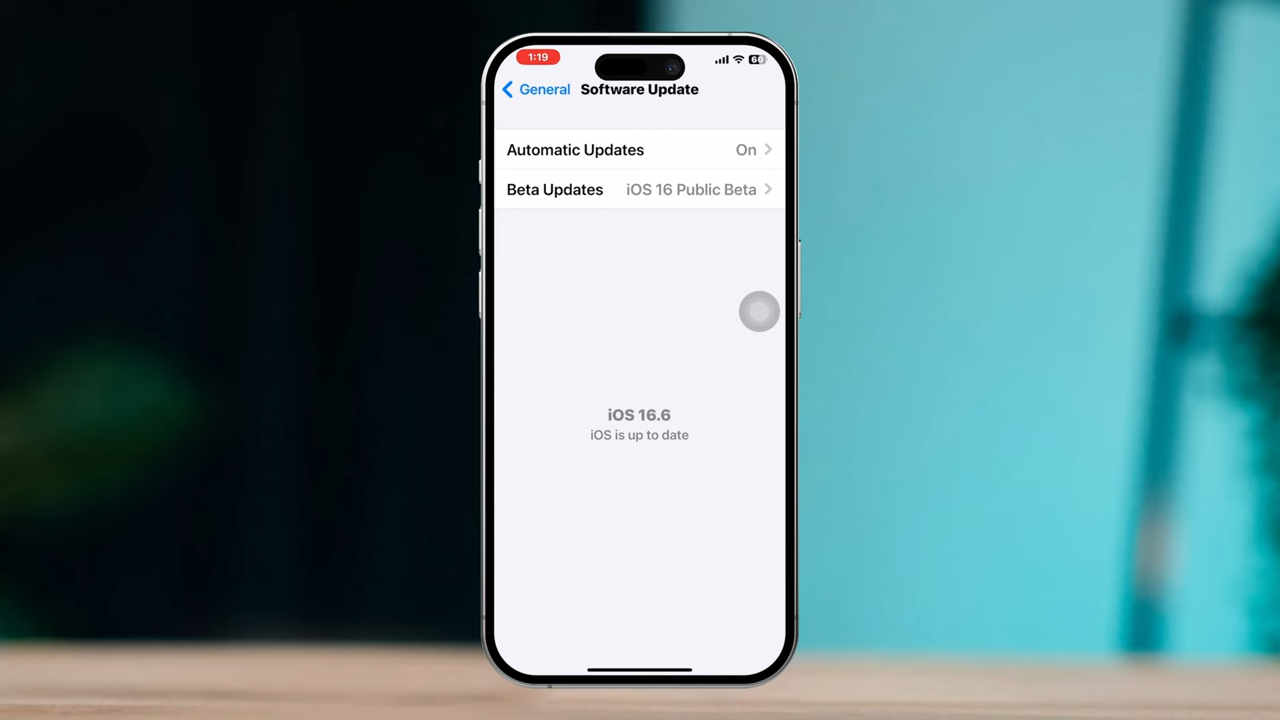 1:19
60
General Software Update
Automatic Updates On
Beta Updates iOS 16 Public Beta
iOS 16.6
iOS is up to date